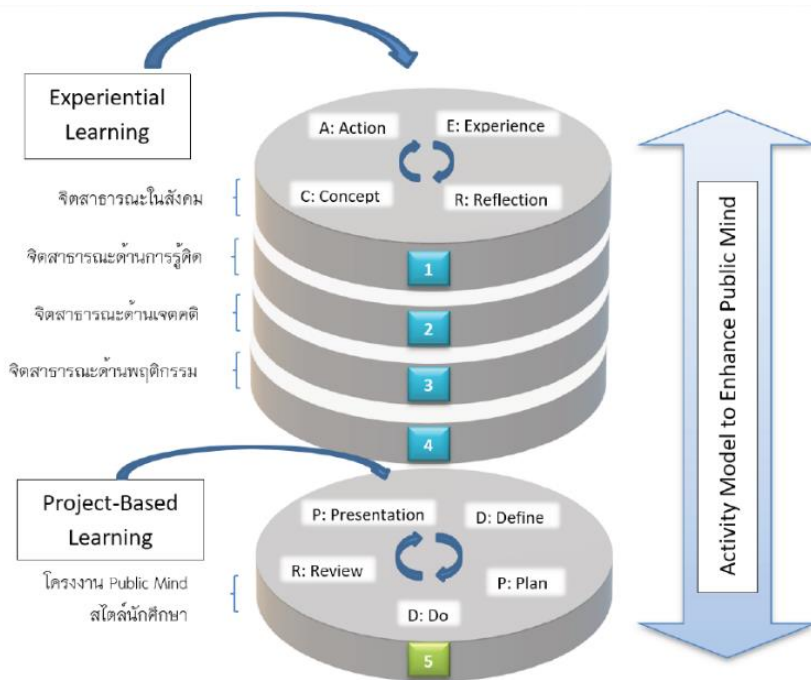 Experiential
Learning
A: Action
E: Experience
C: Concept
R: Reflection
จิตสาธารณะในสังคม
1
จิตสาธารณะด้านการรู้คิด
2
จิตสาธารณะด้านเจตคติ
3
จิตสาธารณะด้านพฤติกรรม
4
Project-Based
Learning
P: Presentation
D: Define
R: Review
P: Plan
D: Do
โครงงาน Public Mind
สไตล์นักศึกษา
5
Activity Model to Enhance Public Mind